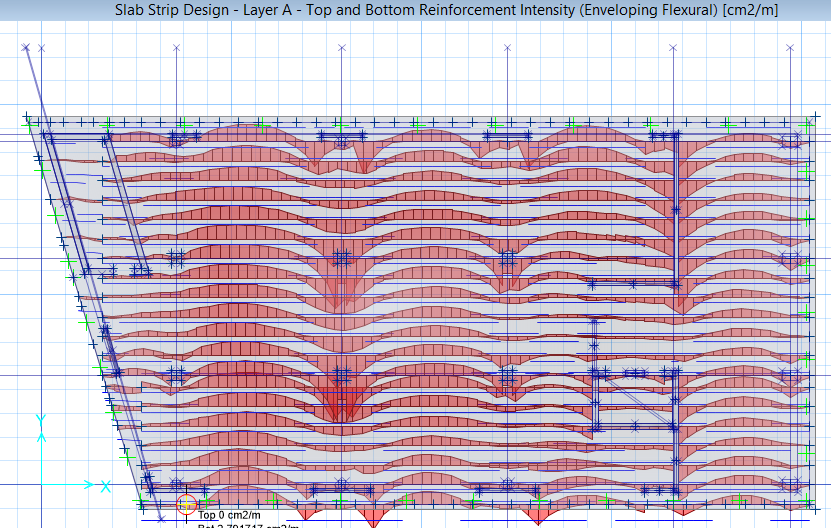 Slab Strip Design - Layer A - Top and Bottom Reinforcement Intensity (Enveloping Flexural) [cm2/m]
Y
X
Top 0 cm2/m